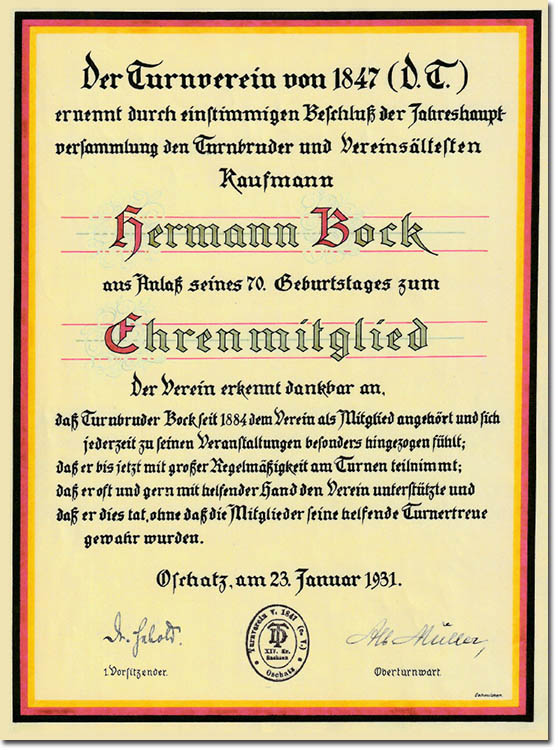 Der Turnverein von 1847 (D.T.)
ernennt durch einstimmigen Beschluß der Jahreshaupt-
versammlung den Turnbruder und Vereinsältesten
Kaufmann
Hermann Bock
aus Anlaß seines 70. Geburtstages zum
Ehrenmitglied
Der Verein erkennt dankbar an,
daß Turnbruder Bock seit 1884 dem Verein als Mitglied angehört und sich
jederzeit zu seinen Veranstaltungen besonders hingezogen fühlt;
daß er bis jetzt mit großer Regelmäßigkeit am Turnen teilnimmt;
daß er oft und gern mit helfender Hand den Verein unterstützte und
daß er dies tat, ohne daß die Mitglieder seine helfende Turnertreue
gewahr wurden.
Oschatz, am 23. Januar 1931.
Turnverein v. 1847 (D.T.)
XIV. Kr.
Sachsen
Oschatz
Alb Müller,
1. Vorsitzender.
Oberturnwart.